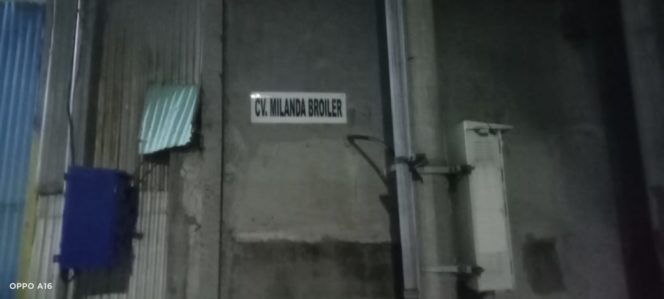 CV. MILANDA BROILER
OPPO A16